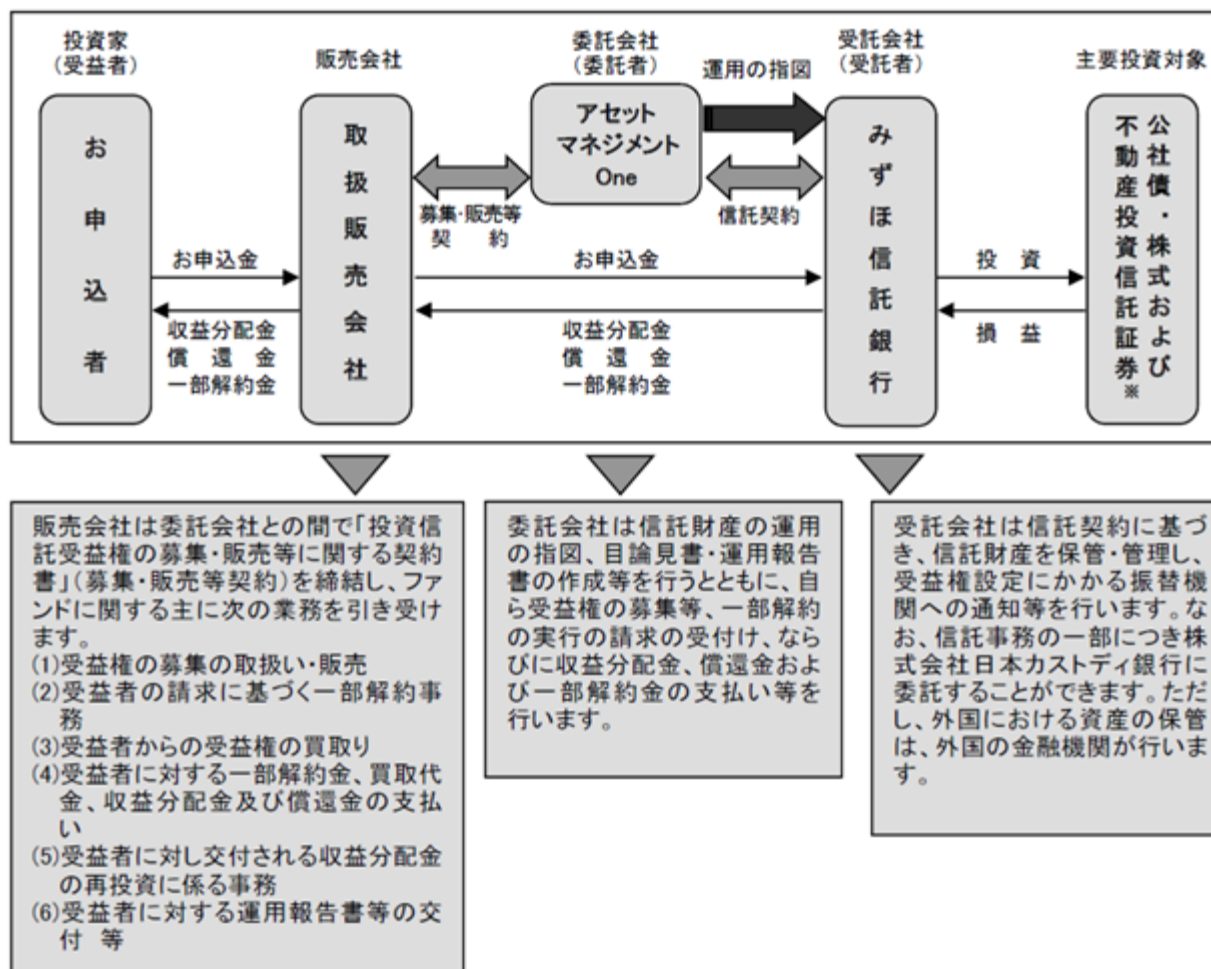 投資家
(受益者)
販売会社
委託会社
(委託者)
運用の指図
受託会社
(受託者)
主要投資対象
お申込者
取扱販売会社
アセット
マネジメント
One
みずほ信託銀行
公社債・株式および
不動産投資信託証券※
募集・販売等
契　約
信託契約
お申込金
収益分配金
償　還　金
一部解約金
お申込金
収益分配金
償　還　金
一部解約金
投　資
損　益
販売会社は委託会社との間で「投資信
託受益権の募集・販売等に関する契約
書」(募集・販売等契約)を締結し、ファ
ンドに関する主に次の業務を引き受け
ます。
(1)受益権の募集の取扱い・販売
(2)受益者の請求に基づく一部解約事
務
(3)受益者からの受益権の買取り
(4)受益者に対する一部解約金、買取代
金、収益分配金及び償還金の支払
い
(5)受益者に対し交付される収益分配金
の再投資に係る事務
(6)受益者に対する運用報告書等の交
付　等
委託会社は信託財産の運用
の指図、目論見書・運用報告
書の作成等を行うとともに、自
ら受益権の募集等、一部解約
の実行の請求の受付け、なら
びに収益分配金、償還金およ
び一部解約金の支払い等を
行います。
受託会社は信託契約に基づ
き、信託財産を保管・管理し、
受益権設定にかかる振替機
関への通知等を行います。な
お、信託事務の一部につき株
式会社日本カストディ銀行に
委託することができます。ただ
し、外国における資産の保管
は、外国の金融機関が行いま
す。